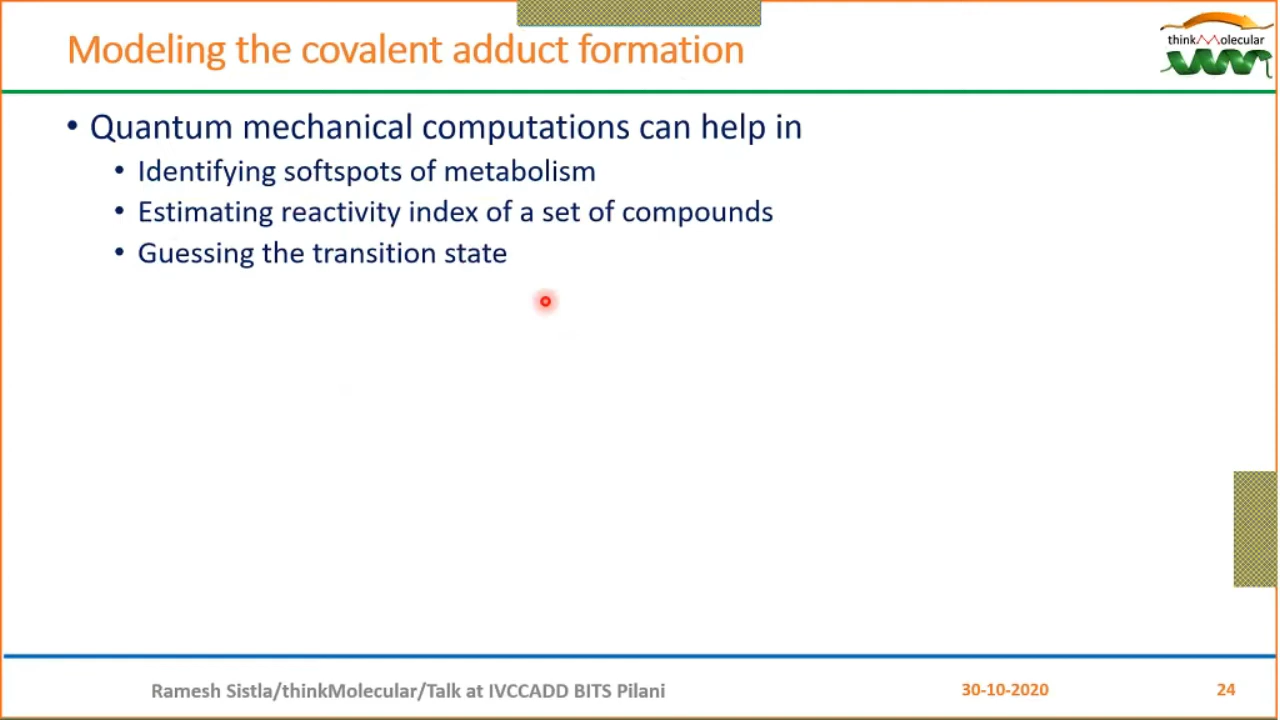 Modeling the covalent adduct formation
thinkMolecular
• Quantum mechanical computations can help in
• Identifying softspots of metabolism
• Estimating reactivity index of a set of compounds
• Guessing the transition state
Ramesh Sistla/thinkMolecular/Talk at IVCCADD BITS Pilani
30-10-2020
24